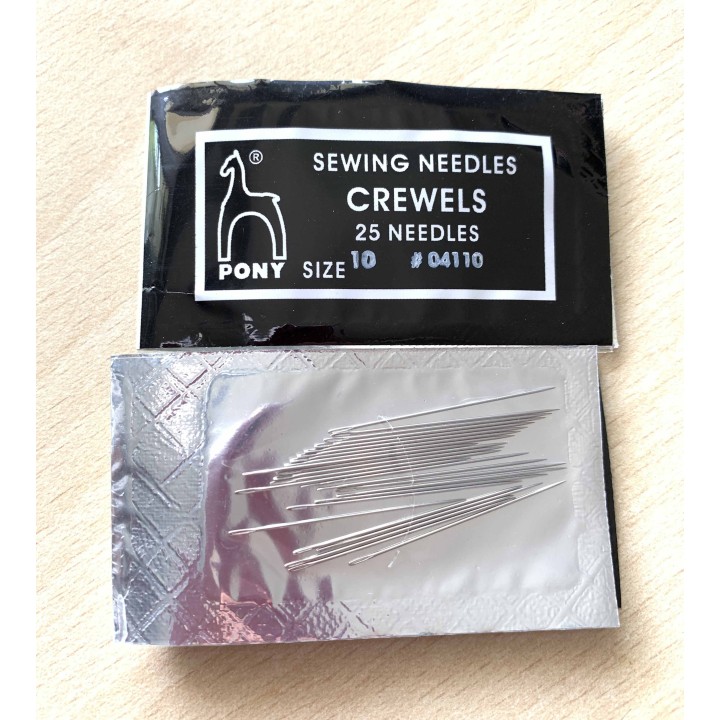 ®
SEWING NEEDLES
CREWELS
25 NEEDLES
PONY
SIZE 10 #04110